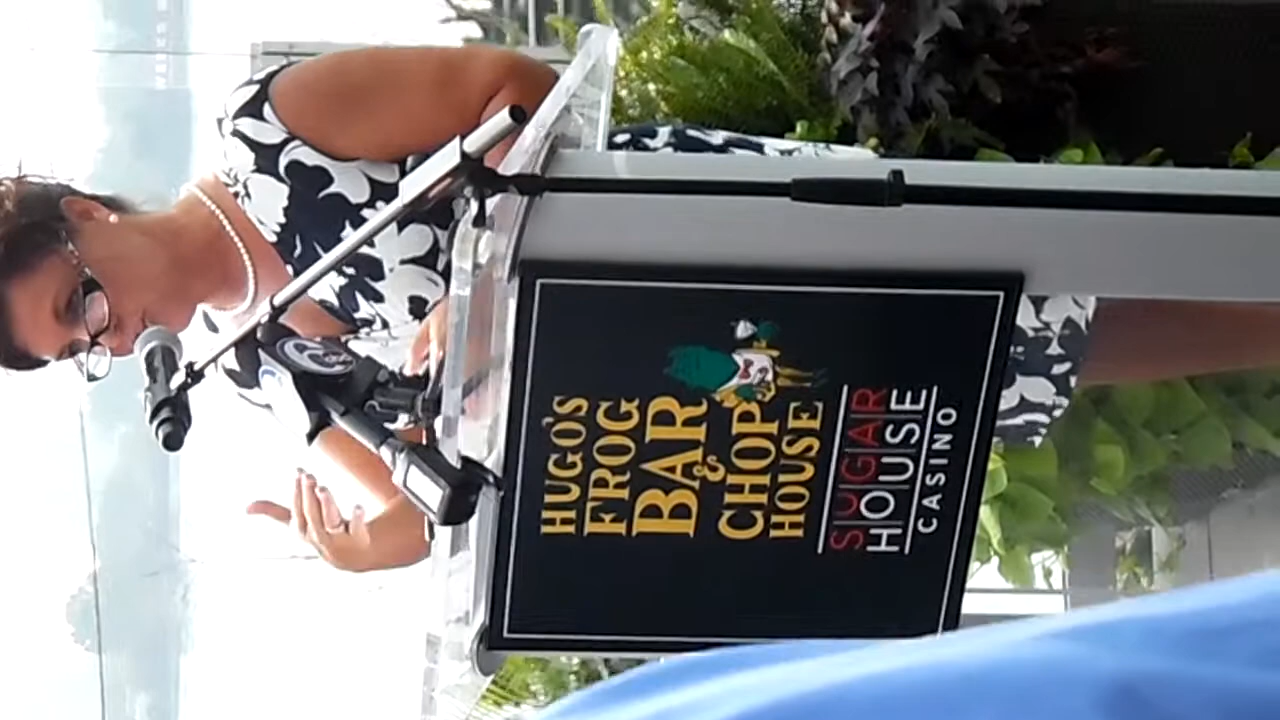 HUGO'S
FROG
BAR
&
CHOP
HOUSE
SUGAR
HOUSE
CASINO